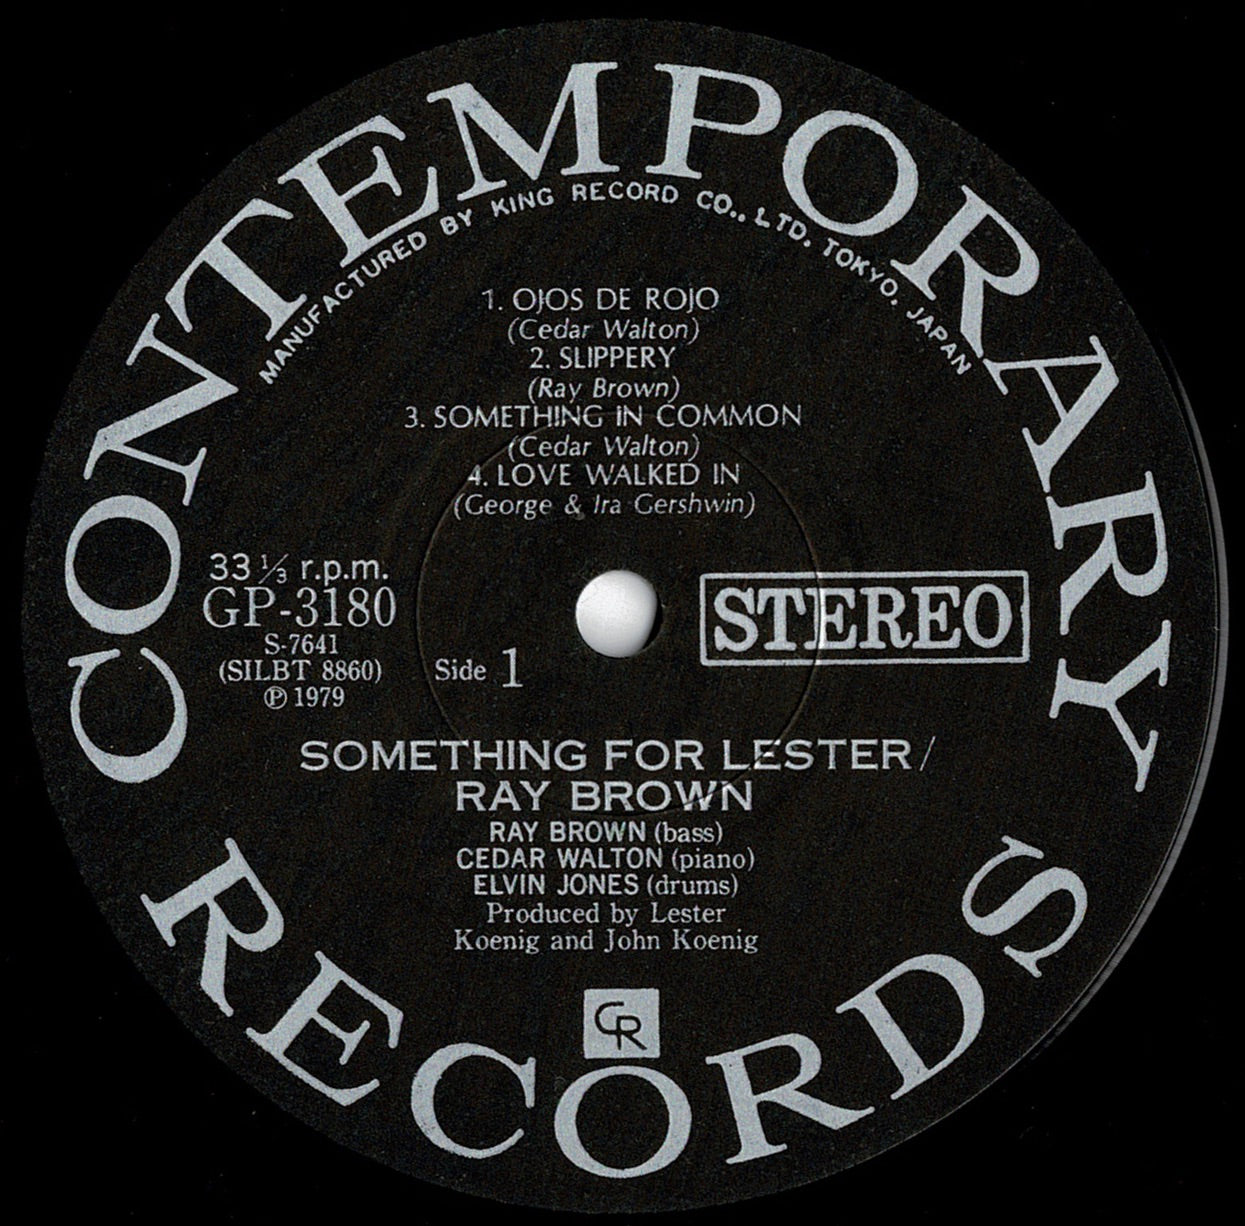 CONTEMPORARY
MANUFACTURED BY KING RECORD CO., LTD. TOKYO. JAPAN
1. OJOS DE ROJO
(Cedar Walton)
2. SLIPPERY
(Ray Brown)
3. SOMETHING IN COMMON
(Cedar Walton)
4. LOVE WALKED IN
(George & Ira Gershwin)
33 ⅓ r.p.m.
GP-3180
S-7641
(SILBT 8860)
℗ 1979
Side 1
STEREO
SOMETHING FOR LESTER/
RAY BROWN
RAY BROWN (bass)
CEDAR WALTON (piano)
ELVIN JONES (drums)
Produced by Lester
Koenig and John Koenig
CR
RECORDS